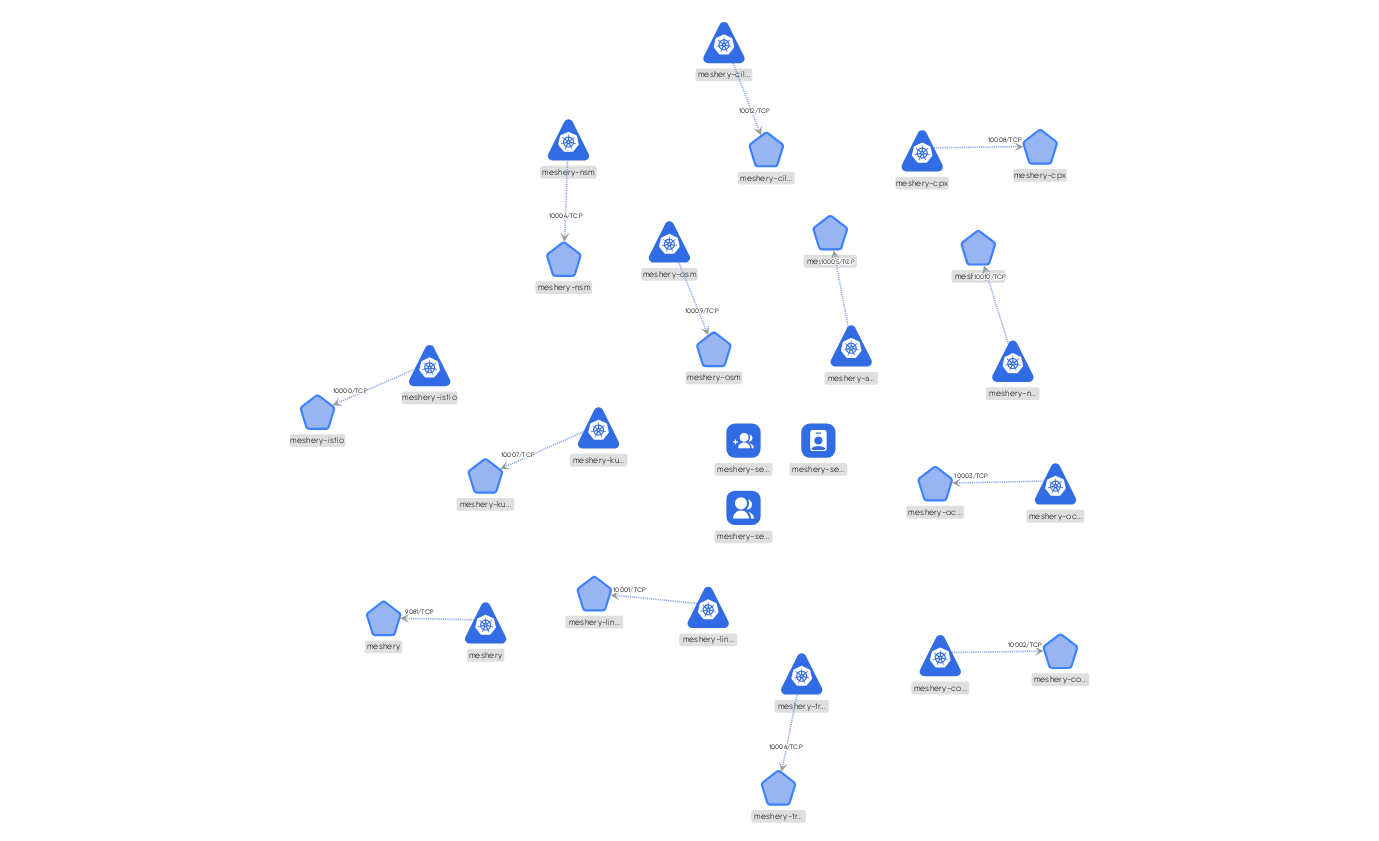 meshery-cil...
10012/TCP
meshery-cil...
meshery-nsm
10004/TCP
meshery-nsm
meshery-cpx
10008/TCP
meshery-cpx
meshery-osm
10009/TCP
meshery-osm
10005/TCP
meshery-a...
10010/TCP
meshery-n...
meshery-istio
10000/TCP
meshery-istio
meshery-ku...
10007/TCP
meshery-ku...
meshery-se...
meshery-se...
meshery-se...
10003/TCP
meshery-oc...
meshery-oc...
9081/TCP
meshery
meshery
10001/TCP
meshery-lin...
meshery-lin...
10002/TCP
meshery-co...
meshery-co...
meshery-tr...
10006/TCP
meshery-tr...